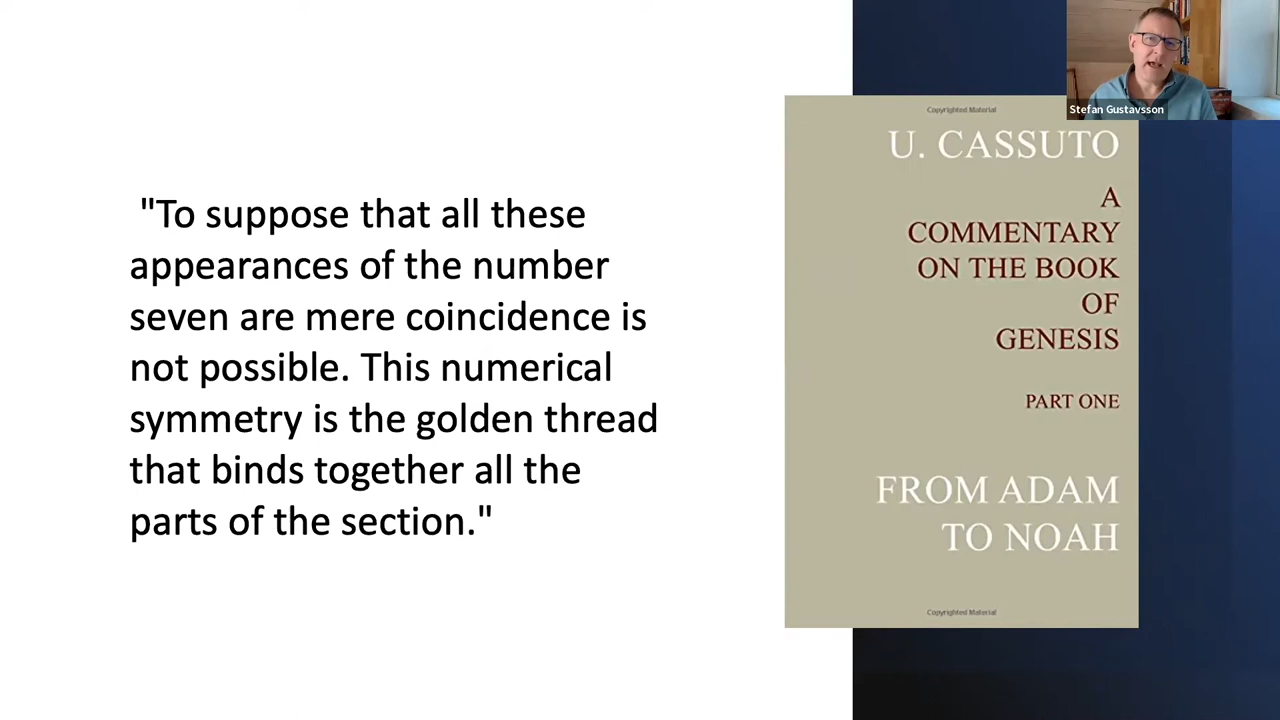 "To suppose that all these
appearances of the number
seven are mere coincidence is
not possible. This numerical
symmetry is the golden thread
that binds together all the
parts of the section."
Copyrighted Material
U. CASSUTO
A
COMMENTARY
ON THE BOOK
OF
GENESIS
PART ONE
FROM ADAM
TO NOAH
Copyrighted Material
Stefan Gustavsson